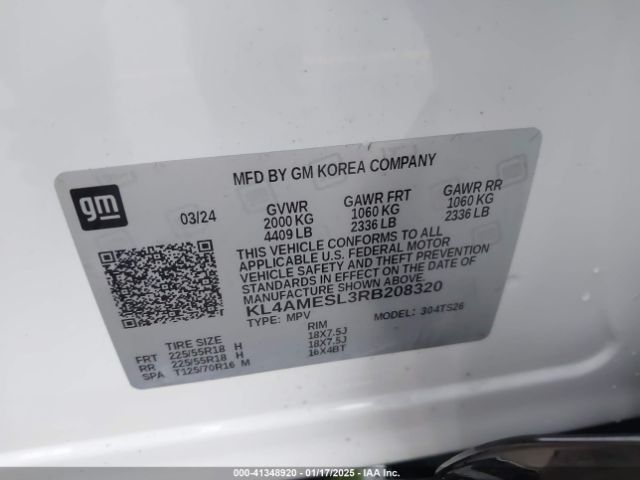 MFD BY GM KOREA COMPANY
gm
03/24
GVWR GAWR FRT GAWR RR
2000 KG 1060 KG 1060 KG
4409 LB 2336 LB 2336 LB
THIS VEHICLE CONFORMS TO ALL
APPLICABLE U.S. FEDERAL MOTOR
VEHICLE SAFETY AND THEFT PREVENTION
STANDARDS IN EFFECT ON THE DATE OF
MANUFACTURE SHOWN ABOVE.
KL4AMESL3RB208320
TYPE: MPV MODEL: 304TS26
TIRE SIZE RIM
FRT 225/55R18 H 18X7.5J
RR 225/55R18 H 18X7.5J
SPA T125/70R16 M 16X4BT
000-41348920 - 01/17/2025 - IAA Inc.